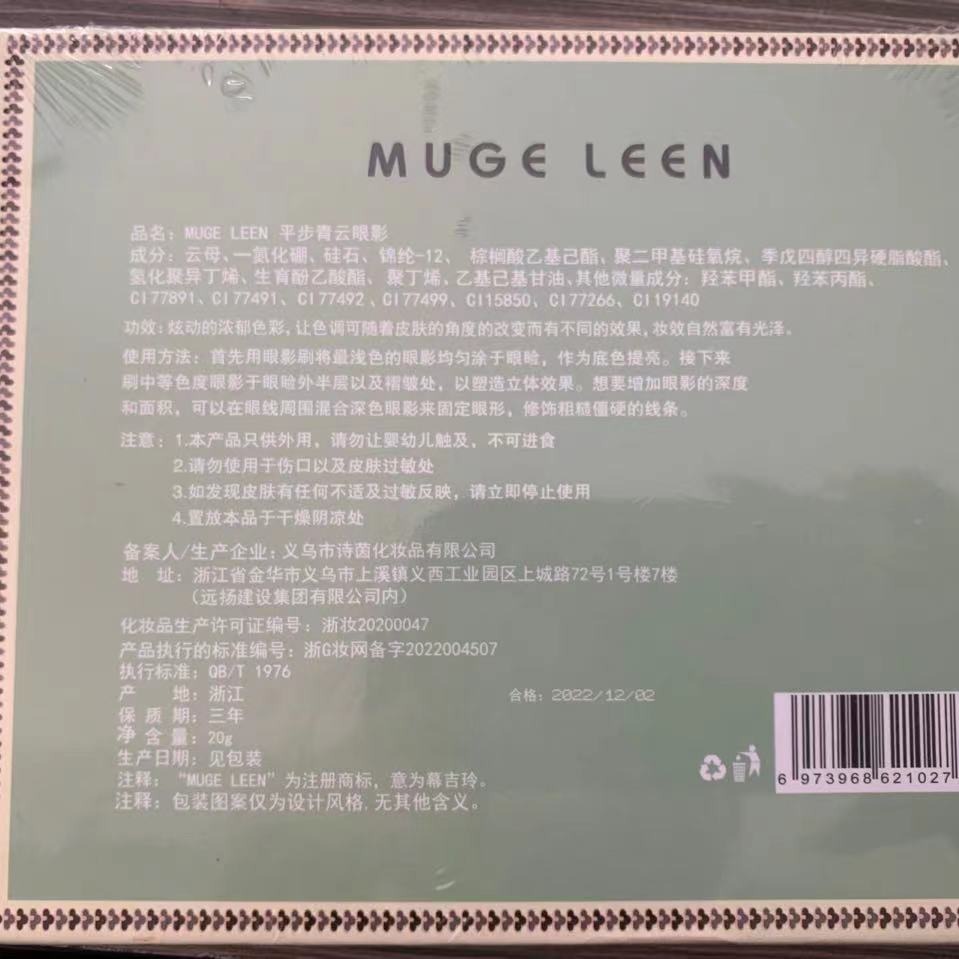 MUGE LEEN
品名：MUGE LEEN 平步青云眼影
成分：云母、一氮化硼、硅石、锦纶-12、 棕榈酸乙基己酯、聚二甲基硅氧烷、季戊四醇四异硬脂酸酯、
氢化聚异丁烯、生育酚乙酸酯、 聚丁烯、乙基己基甘油、其他微量成分：羟苯甲酯、羟苯丙酯、
CI77891、CI77491、CI77492、CI77499、CI15850、CI77266、CI19140
功效：炫动的浓郁色彩,让色调可随着皮肤的角度的改变而有不同的效果,妆效自然富有光泽。
使用方法：首先用眼影刷将最浅色的眼影均匀涂于眼睑，作为底色提亮。接下来
刷中等色度眼影于眼睑外半层以及褶皱处，以塑造立体效果。想要增加眼影的深度
和面积，可以在眼线周围混合深色眼影来固定眼形，修饰粗糙僵硬的线条。
注意：1.本产品只供外用，请勿让婴幼儿触及，不可进食
2.请勿使用于伤口以及皮肤过敏处
3.如发现皮肤有任何不适及过敏反映，请立即停止使用
4.置放本品于干燥阴凉处
备案人/生产企业：义乌市诗茵化妆品有限公司
地 址：浙江省金华市义乌市上溪镇义西工业园区上城路72号1号楼7楼
（远扬建设集团有限公司内）
化妆品生产许可证编号：浙妆20200047
产品执行的标准编号：浙G妆网备字2022004507
执行标准：QB/T 1976
产 地：浙江
合格：2022/12/02
保 质 期：三年
净 含 量：20g
生产日期：见包装
注释：“MUGE LEEN”为注册商标，意为幕吉玲。
注释：包装图案仅为设计风格,无其他含义。
6 973968 621027